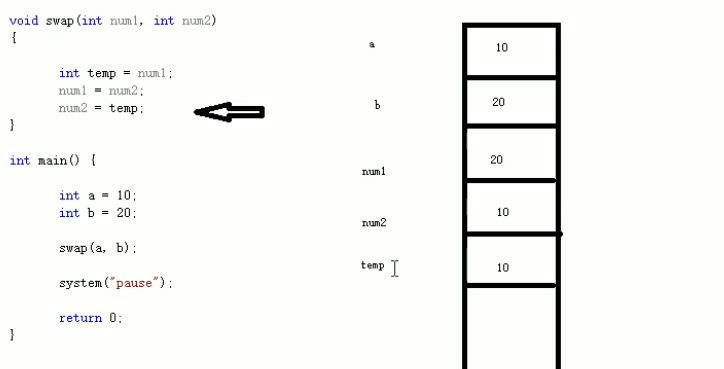 void swap(int num1, int num2)
{
int temp = num1;
num1 = num2;
num2 = temp;
}
int main() {
int a = 10;
int b = 20;
swap(a, b);
system("pause");
return 0;
}
a 10
b 20
num1 20
num2 10
temp 10